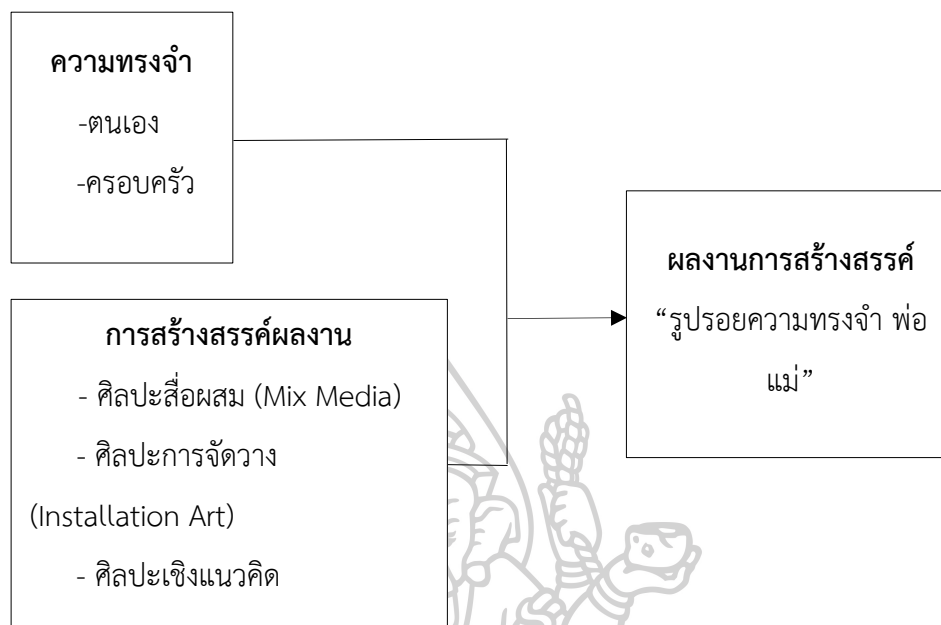 ความทรงจำ
-ตนเอง
-ครอบครัว
การสร้างสรรค์ผลงาน
- ศิลปะสื่อผสม (Mix Media)
- ศิลปะการจัดวาง
(Installation Art)
- ศิลปะเชิงแนวคิด
ผลงานการสร้างสรรค์
“รูปรอยความทรงจำ พ่อ
แม่”